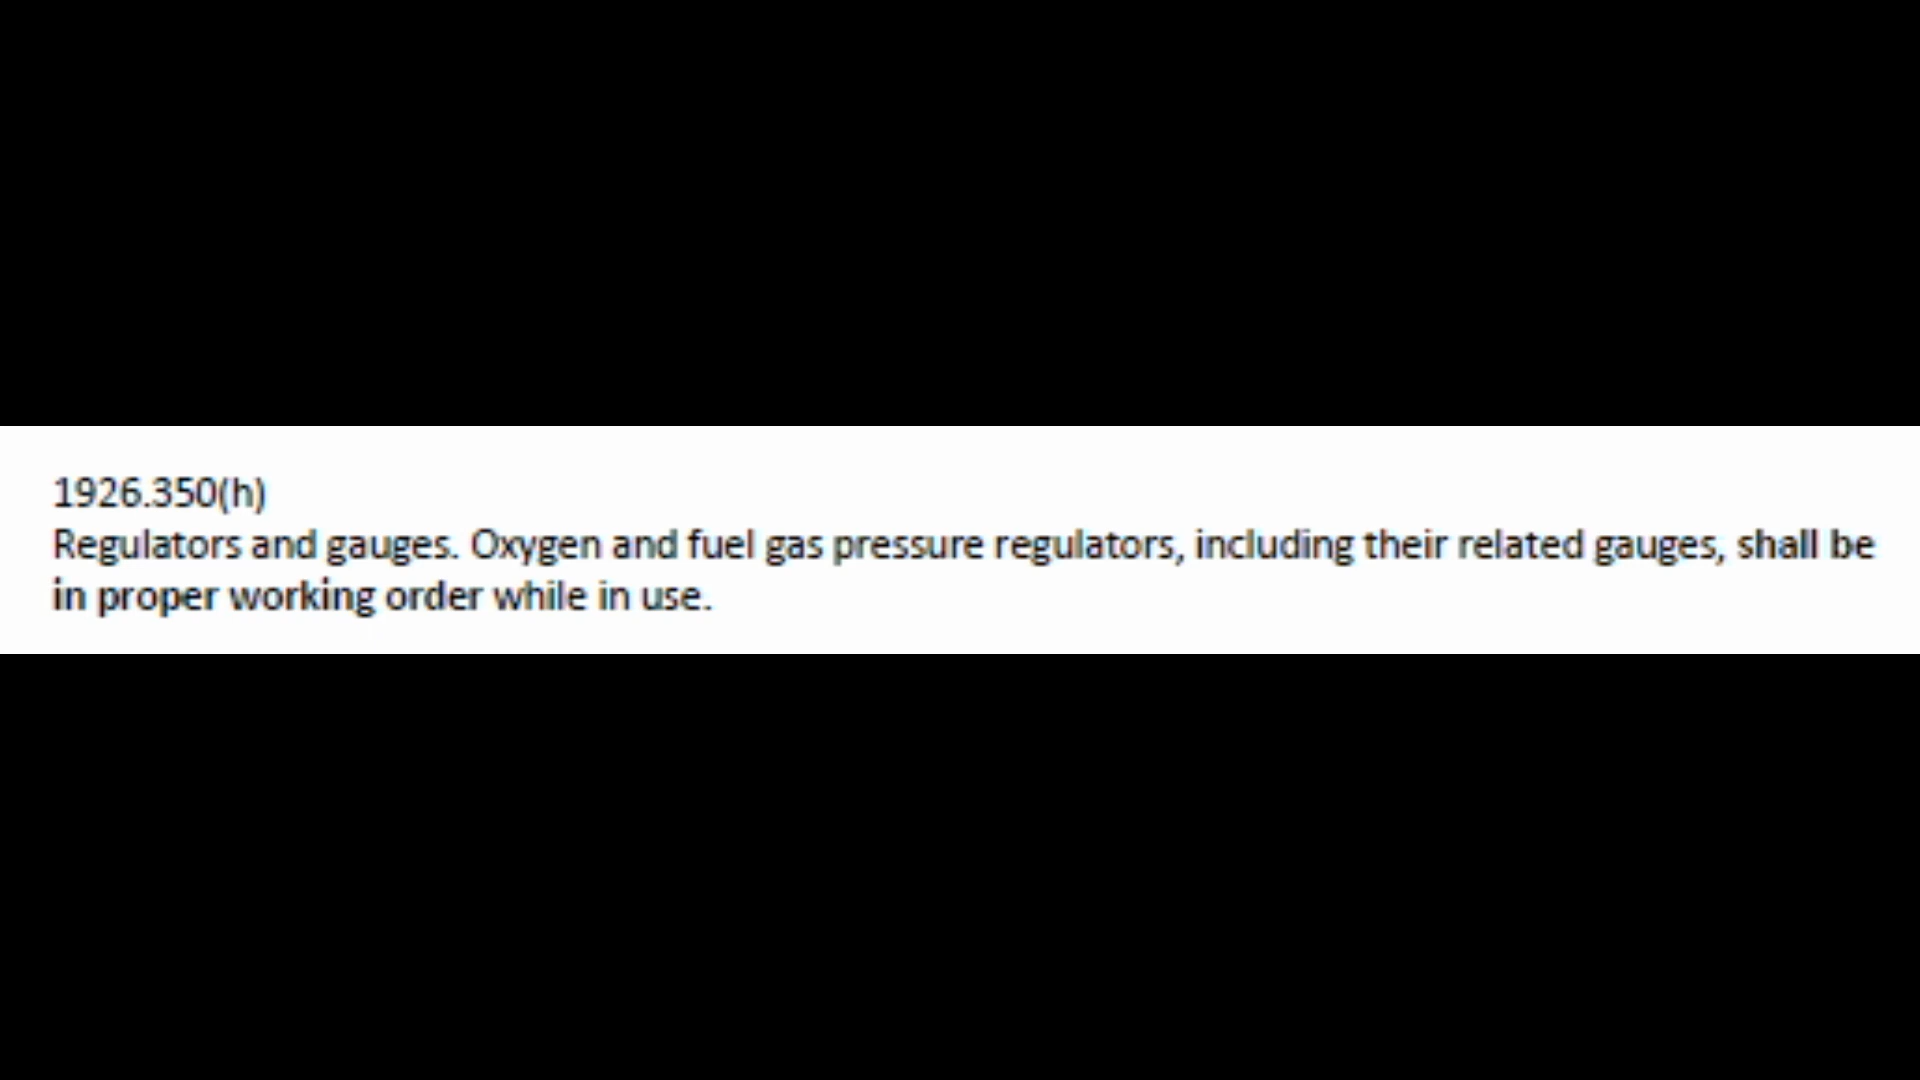 1926.350(h)
Regulators and gauges. Oxygen and fuel gas pressure regulators, including their related gauges, shall be
in proper working order while in use.